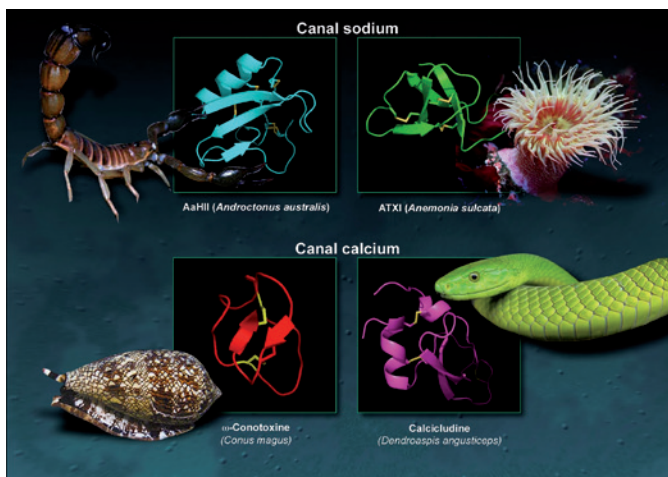 Canal sodium
AaHII (Androctonus australis)
ATXI (Anemonia sulcata)
Canal calcium
ω-Conotoxine
(Conus magus)
Calcicludine
(Dendroaspis angusticeps)